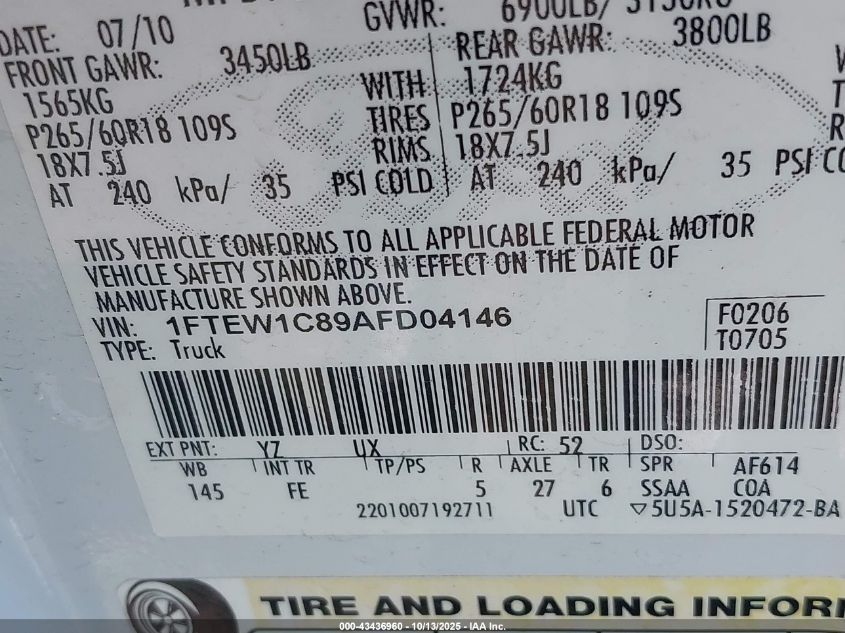 GVWR: 6900LB/ 3130KG
DATE: 07/10
FRONT GAWR: 3450LB REAR GAWR: 3800LB
1565KG WITH 1724KG
P265/60R18 109S TIRES P265/60R18 109S
18X7.5J RIMS 18X7.5J
AT 240 kPa/ 35 PSI COLD AT 240 kPa/ 35 PSI CO
THIS VEHICLE CONFORMS TO ALL APPLICABLE FEDERAL MOTOR
VEHICLE SAFETY STANDARDS IN EFFECT ON THE DATE OF
MANUFACTURE SHOWN ABOVE.
VIN: 1FTEW1C89AFD04146 F0206
TYPE: Truck T0705
EXT PNT: YZ UX RC: 52 DSO:
WB INT TR TP/PS R AXLE TR SPR AF614
145 FE 5 27 6 SSAA COA
2201007192711 UTC ▽5U5A-1520472-BA
TIRE AND LOADING INFOR
000-43436960 - 10/13/2025 - IAA Inc.